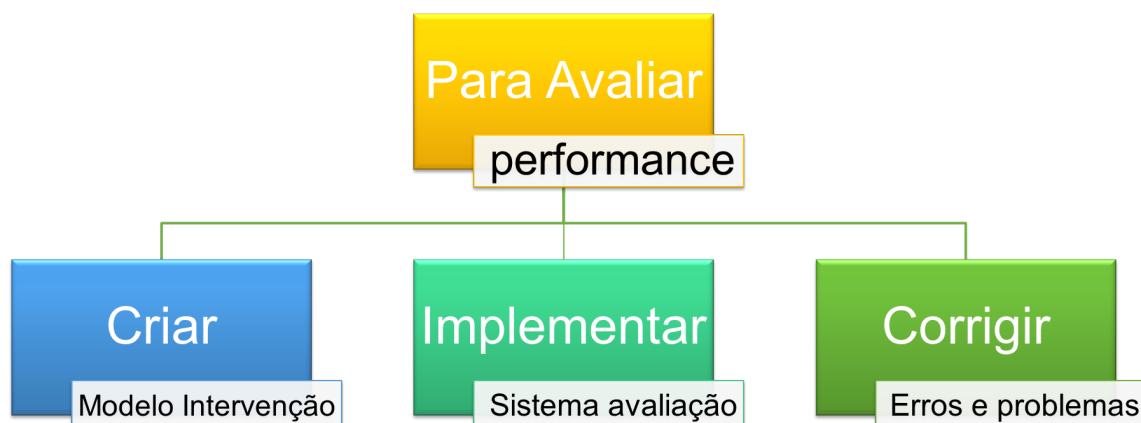 Para Avaliar
performance
Criar
Modelo Intervenção
Implementar
Sistema avaliação
Corrigir
Erros e problemas